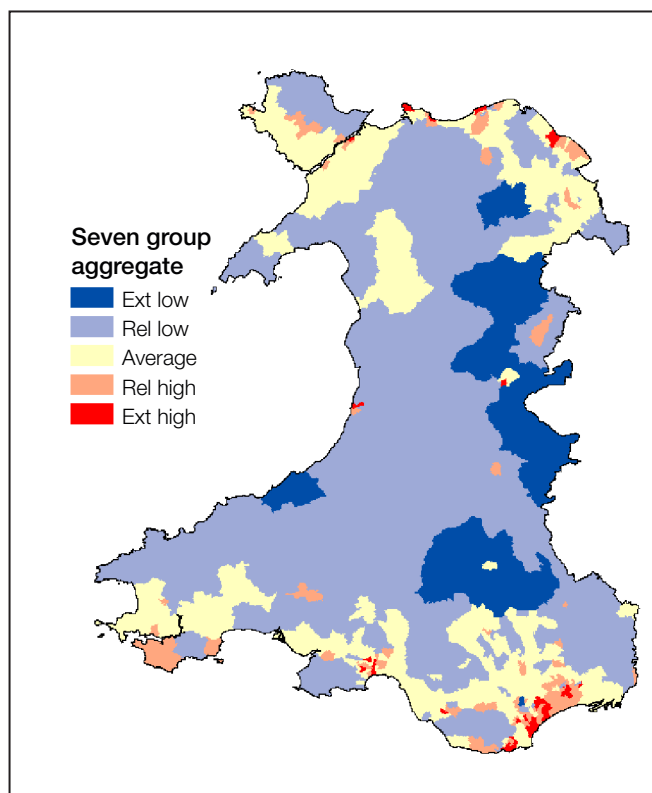 Seven group
aggregate
Ext low
Rel low
Average
Rel high
Ext high